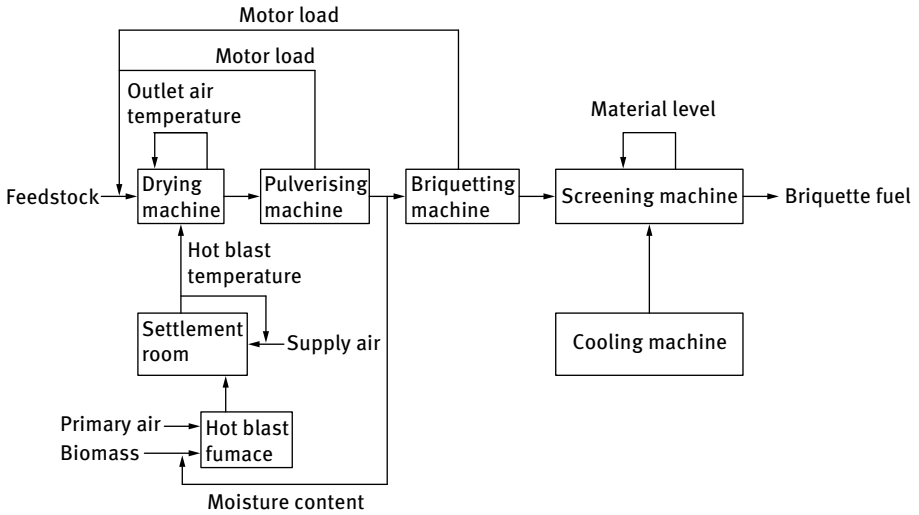 Motor load
Motor load
Outlet air
temperature
Material level
Feedstock
Drying
machine
Pulverising
machine
Briquetting
machine
Screening machine
Briquette fuel
Hot blast
temperature
Settlement
room
Supply air
Cooling machine
Primary air
Biomass
Hot blast
fumace
Moisture content